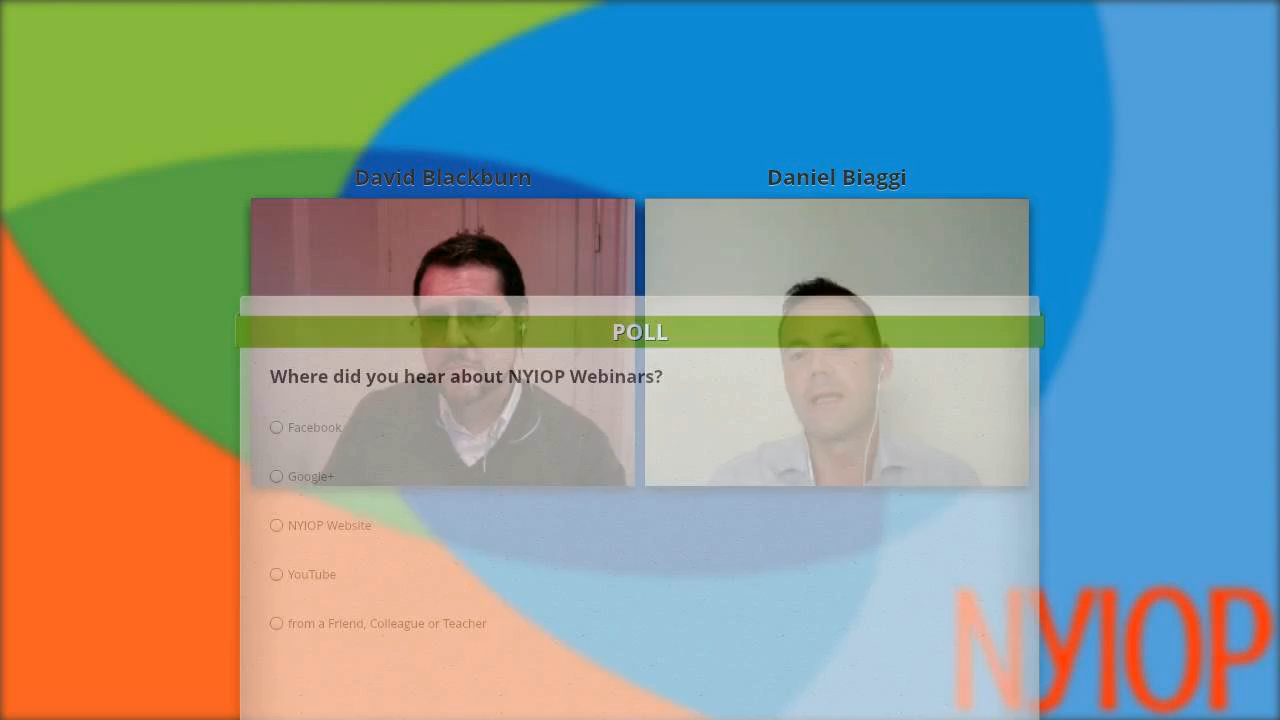 David Blackburn
Daniel Biaggi
POLL
Where did you hear about NYIOP Webinars?
Facebook
Google+
NYIOP Website
YouTube
from a Friend, Colleague or Teacher
NYIOP